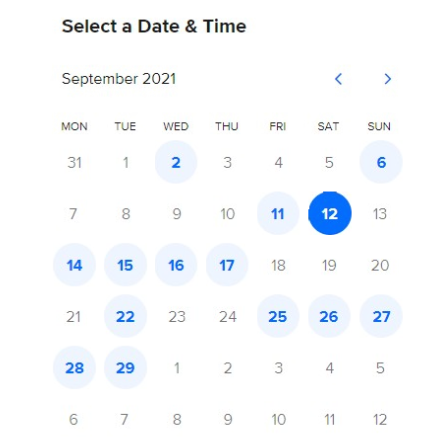 Select a Date & Time
September 2021
MON TUE WED THU FRI SAT SUN
31 1 2 3 4 5 6
7 8 9 10 11 12 13
14 15 16 17 18 19 20
21 22 23 24 25 26 27
28 29 1 2 3 4 5
6 7 8 9 10 11 12